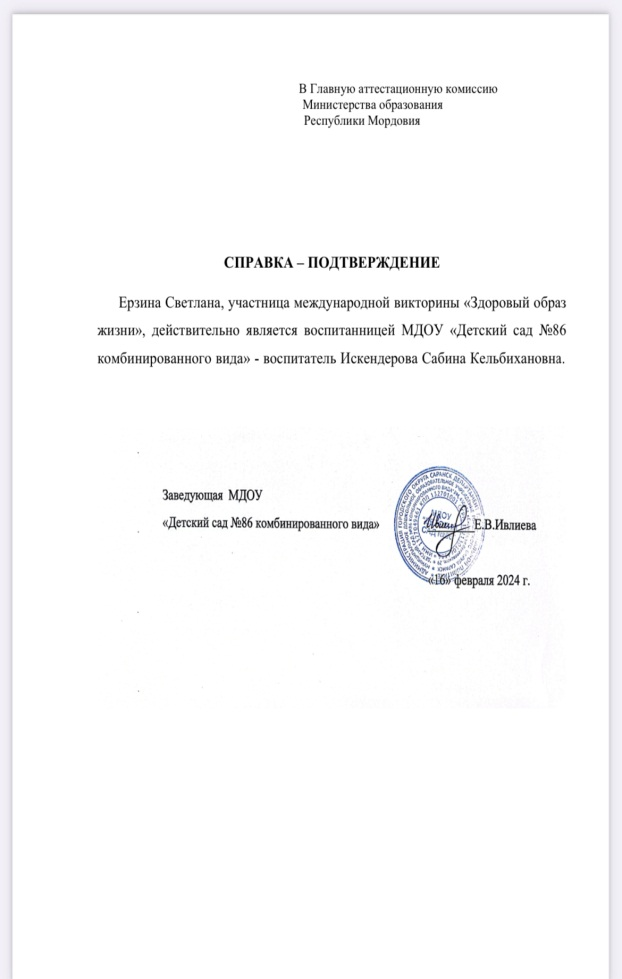 В Главную аттестационную комиссию
Министерства образования
Республики Мордовия
СПРАВКА – ПОДТВЕРЖДЕНИЕ
Ерзина Светлана, участница международной викторины «Здоровый образ
жизни», действительно является воспитанницей МДОУ «Детский сад №86
комбинированного вида» - воспитатель Искендерова Сабина Кельбихановна.
Заведующая МДОУ
«Детский сад №86 комбинированного вида»
Е.В.Ивлиева
«16» февраля 2024 г.